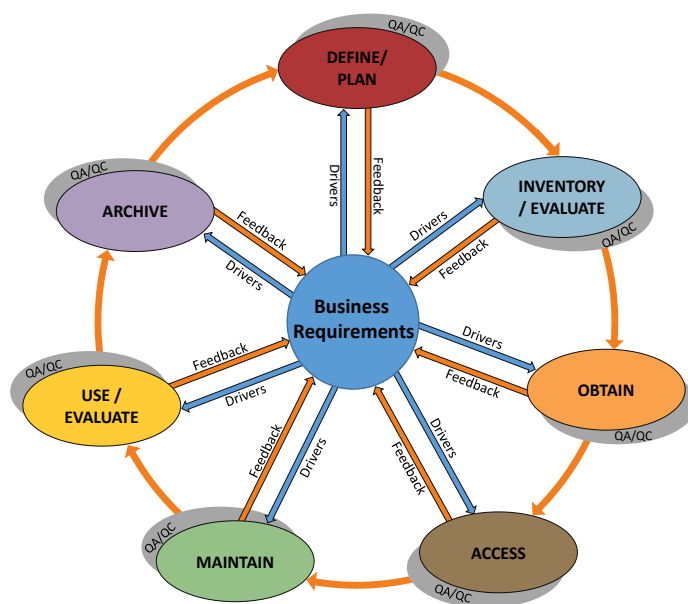 QA/QC
DEFINE/
PLAN
QA/QC
ARCHIVE
INVENTORY
/ EVALUATE
QA/QC
Drivers
Feedback
Feedback
Drivers
Drivers
Feedback
Business
Requirements
Drivers
Feedback
OBTAIN
QA/QC
QA/QC
USE /
EVALUATE
Feedback
Drivers
Feedback
Drivers
Drivers
Feedback
QA/QC
MAINTAIN
ACCESS
QA/QC